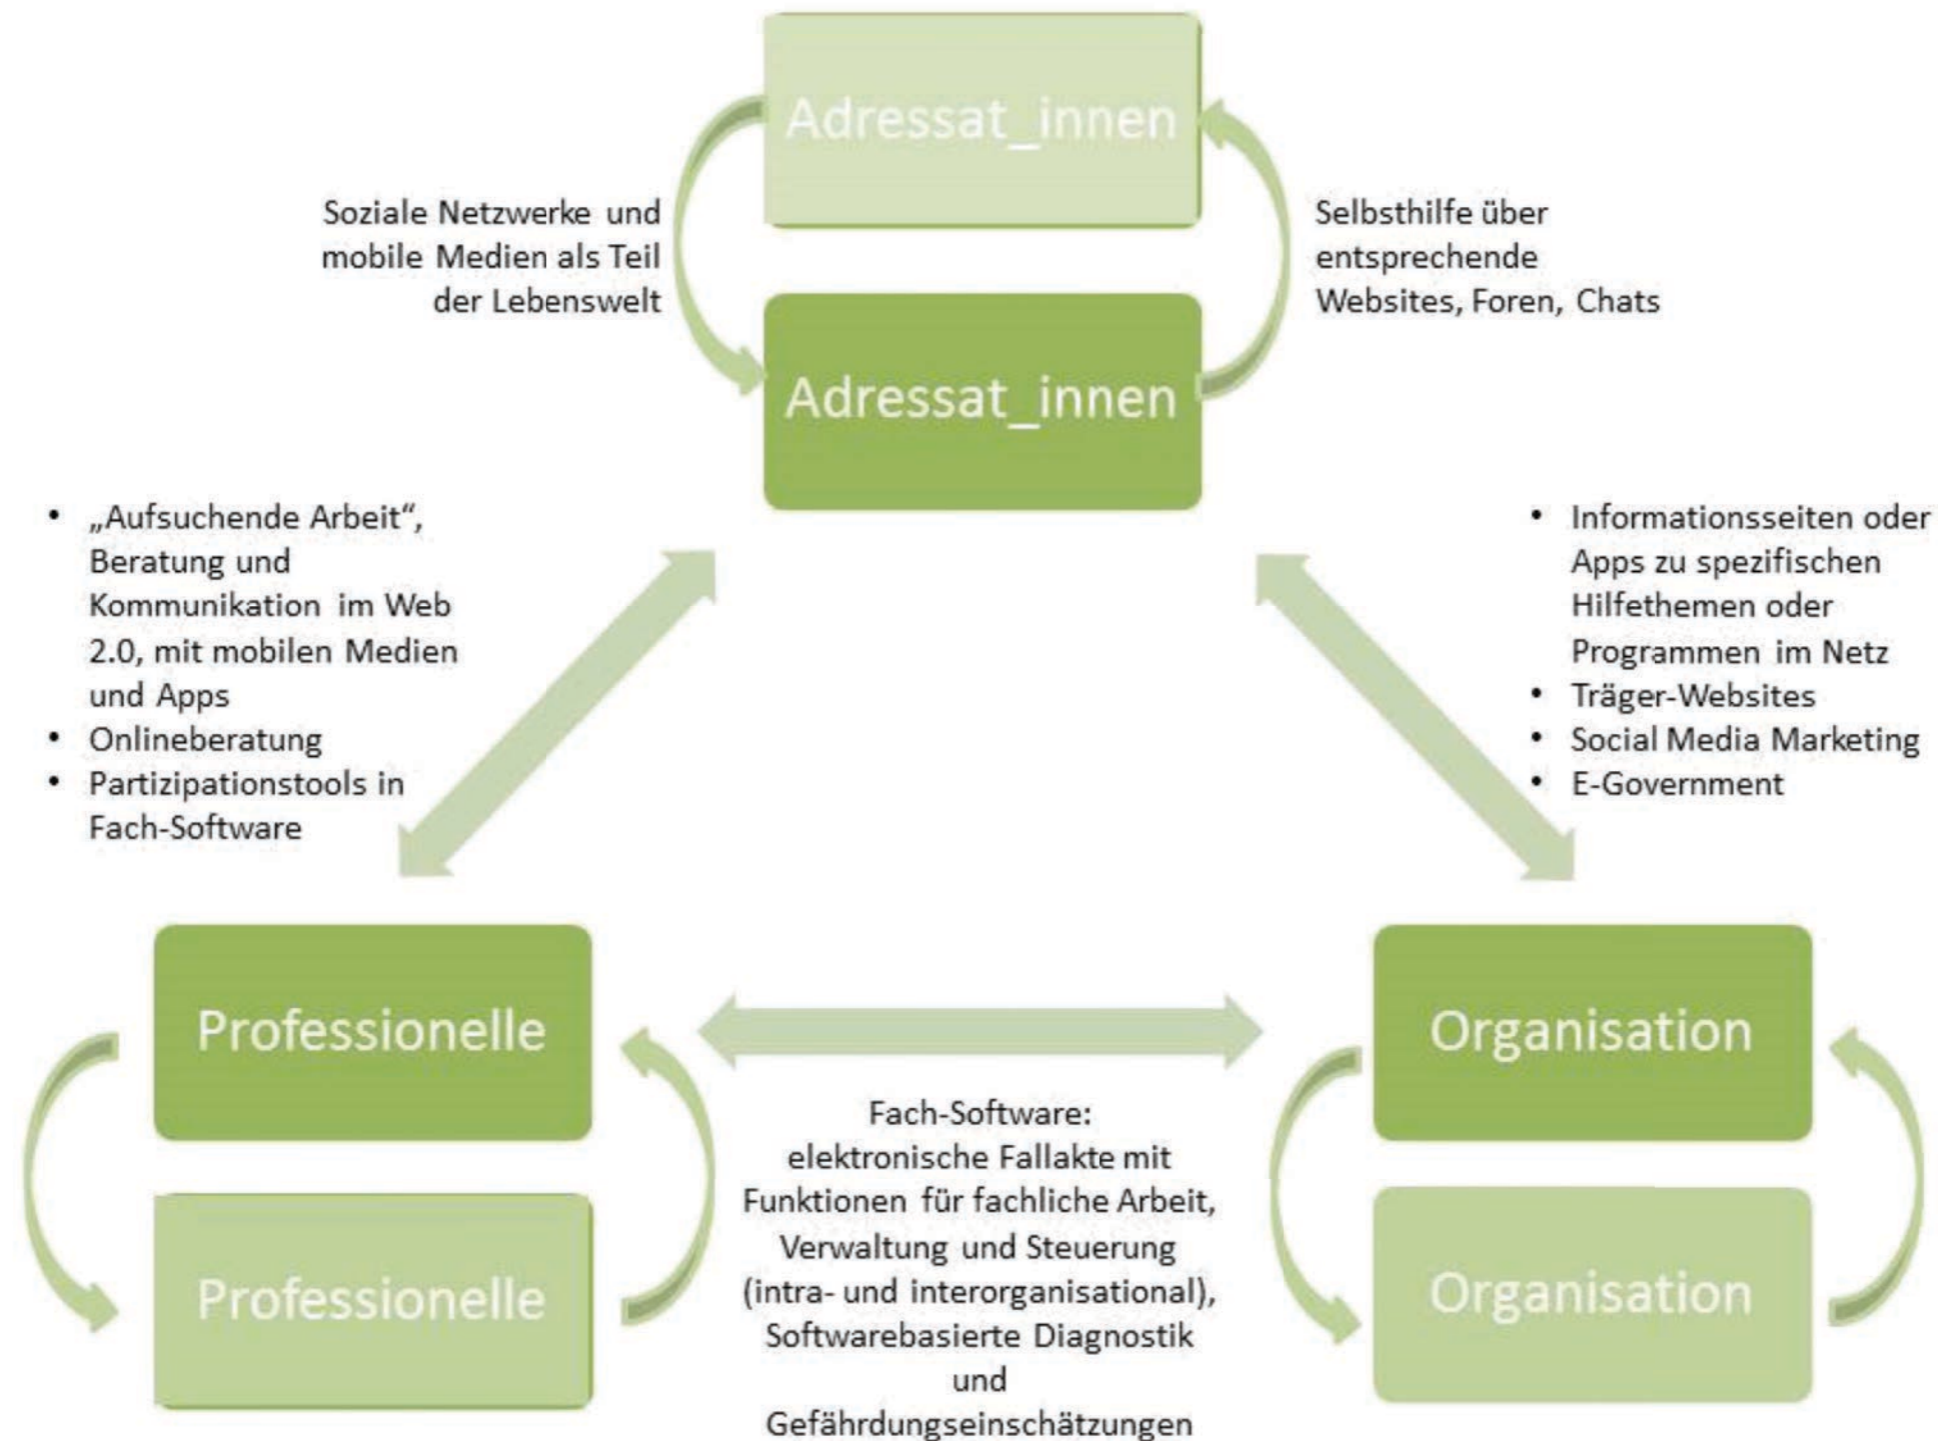 Adressat_innen
Soziale Netzwerke und
mobile Medien als Teil
der Lebenswelt
Selbsthilfe über
entsprechende
Websites, Foren, Chats
Adressat_innen
• „Aufsuchende Arbeit“,
Beratung und
Kommunikation im Web
2.0, mit mobilen Medien
und Apps
• Onlineberatung
• Partizipationstools in
Fach-Software
• Informationsseiten oder
Apps zu spezifischen
Hilfethemen oder
Programmen im Netz
• Träger-Websites
• Social Media Marketing
• E-Government
Professionelle
Organisation
Fach-Software:
elektronische Fallakte mit
Funktionen für fachliche Arbeit,
Verwaltung und Steuerung
(intra- und interorganisational),
Softwarebasierte Diagnostik
und
Gefährdungseinschätzungen
Professionelle
Organisation